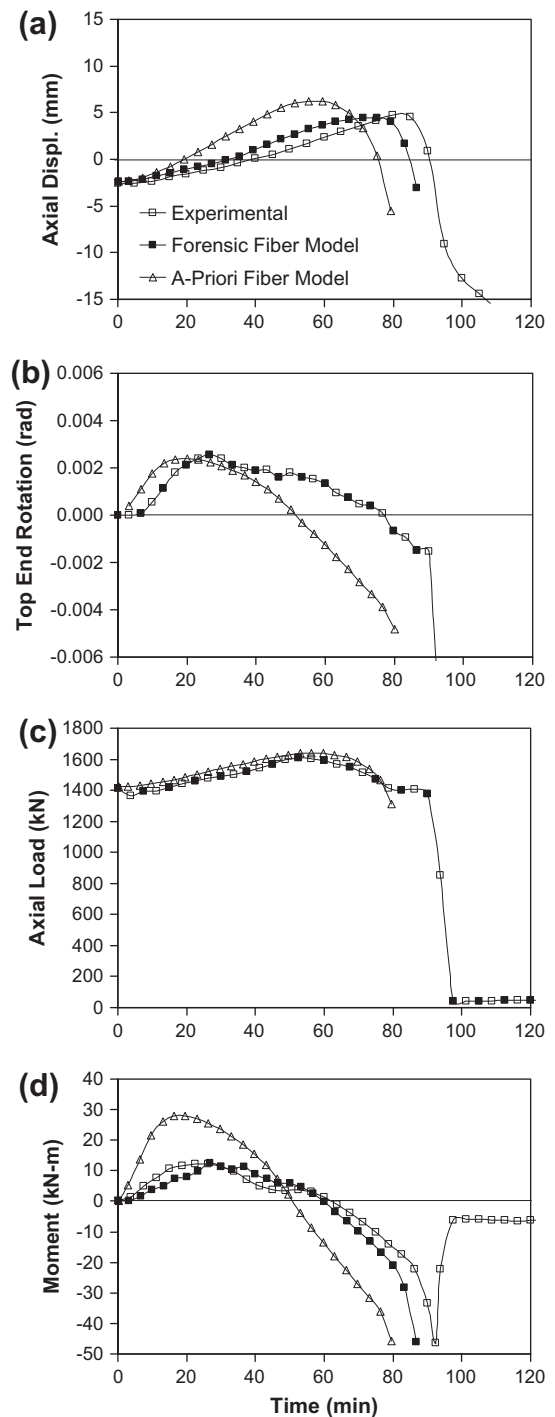 (a)
Axial Displ. (mm)
15
10
5
0
-5
-10
-15
Experimental
Forensic Fiber Model
A-Priori Fiber Model
0 20 40 60 80 100 120
(b)
Top End Rotation (rad)
0.006
0.004
0.002
0.000
-0.002
-0.004
-0.006
0 20 40 60 80 100 120
(c)
Axial Load (kN)
1800
1600
1400
1200
1000
800
600
400
200
0
0 20 40 60 80 100 120
(d)
Moment (kN-m)
40
30
20
10
0
-10
-20
-30
-40
-50
0 20 40 60 80 100 120
Time (min)